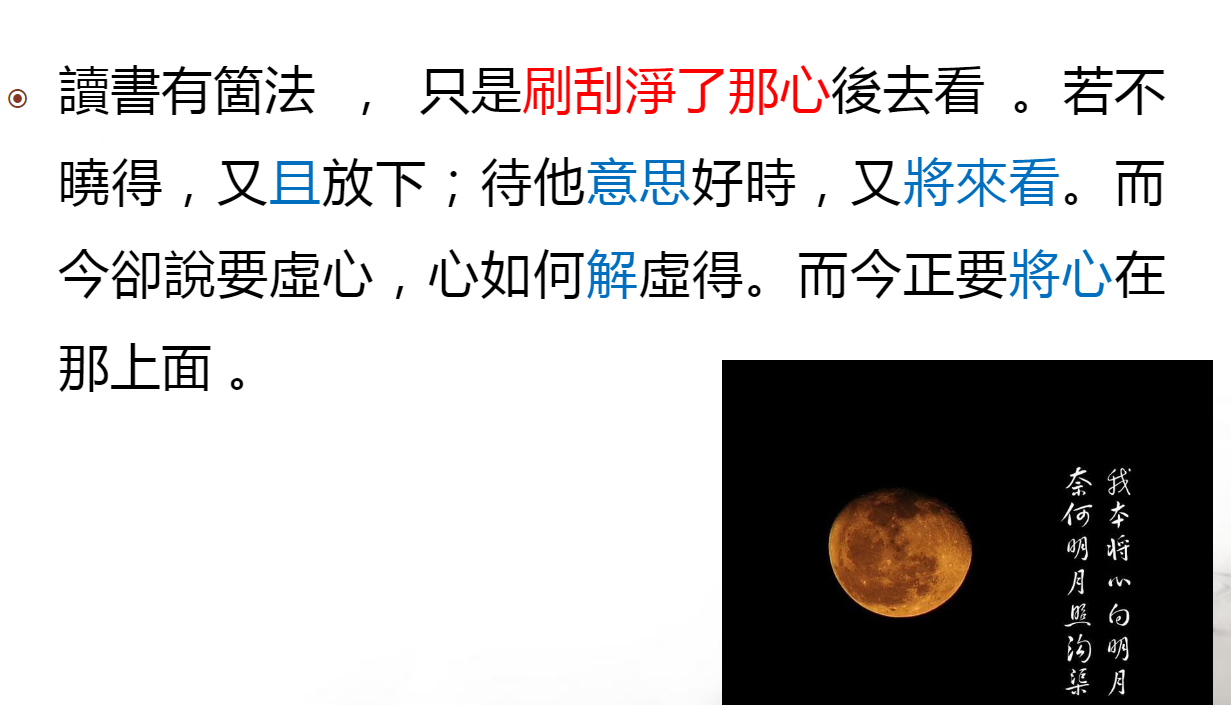 讀書有箇法 ， 只是刷刮淨了那心後去看 。若不
曉得，又且放下；待他意思好時，又將來看。而
今卻說要虛心，心如何解虛得。而今正要將心在
那上面 。
我本将心向明月
奈何明月照沟渠